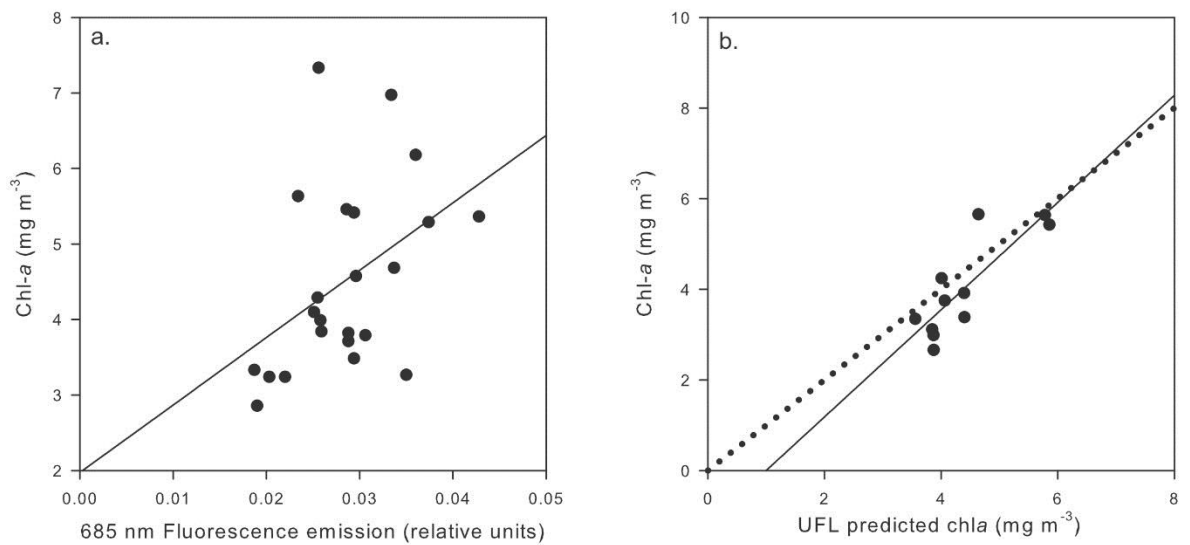 a.
8
7
6
5
4
3
2
Chl-a (mg m⁻³)
0.00 0.01 0.02 0.03 0.04 0.05
685 nm Fluorescence emission (relative units)
b.
10
8
6
4
2
0
Chl-a (mg m⁻³)
0 2 4 6 8
UFL predicted chla (mg m⁻³)